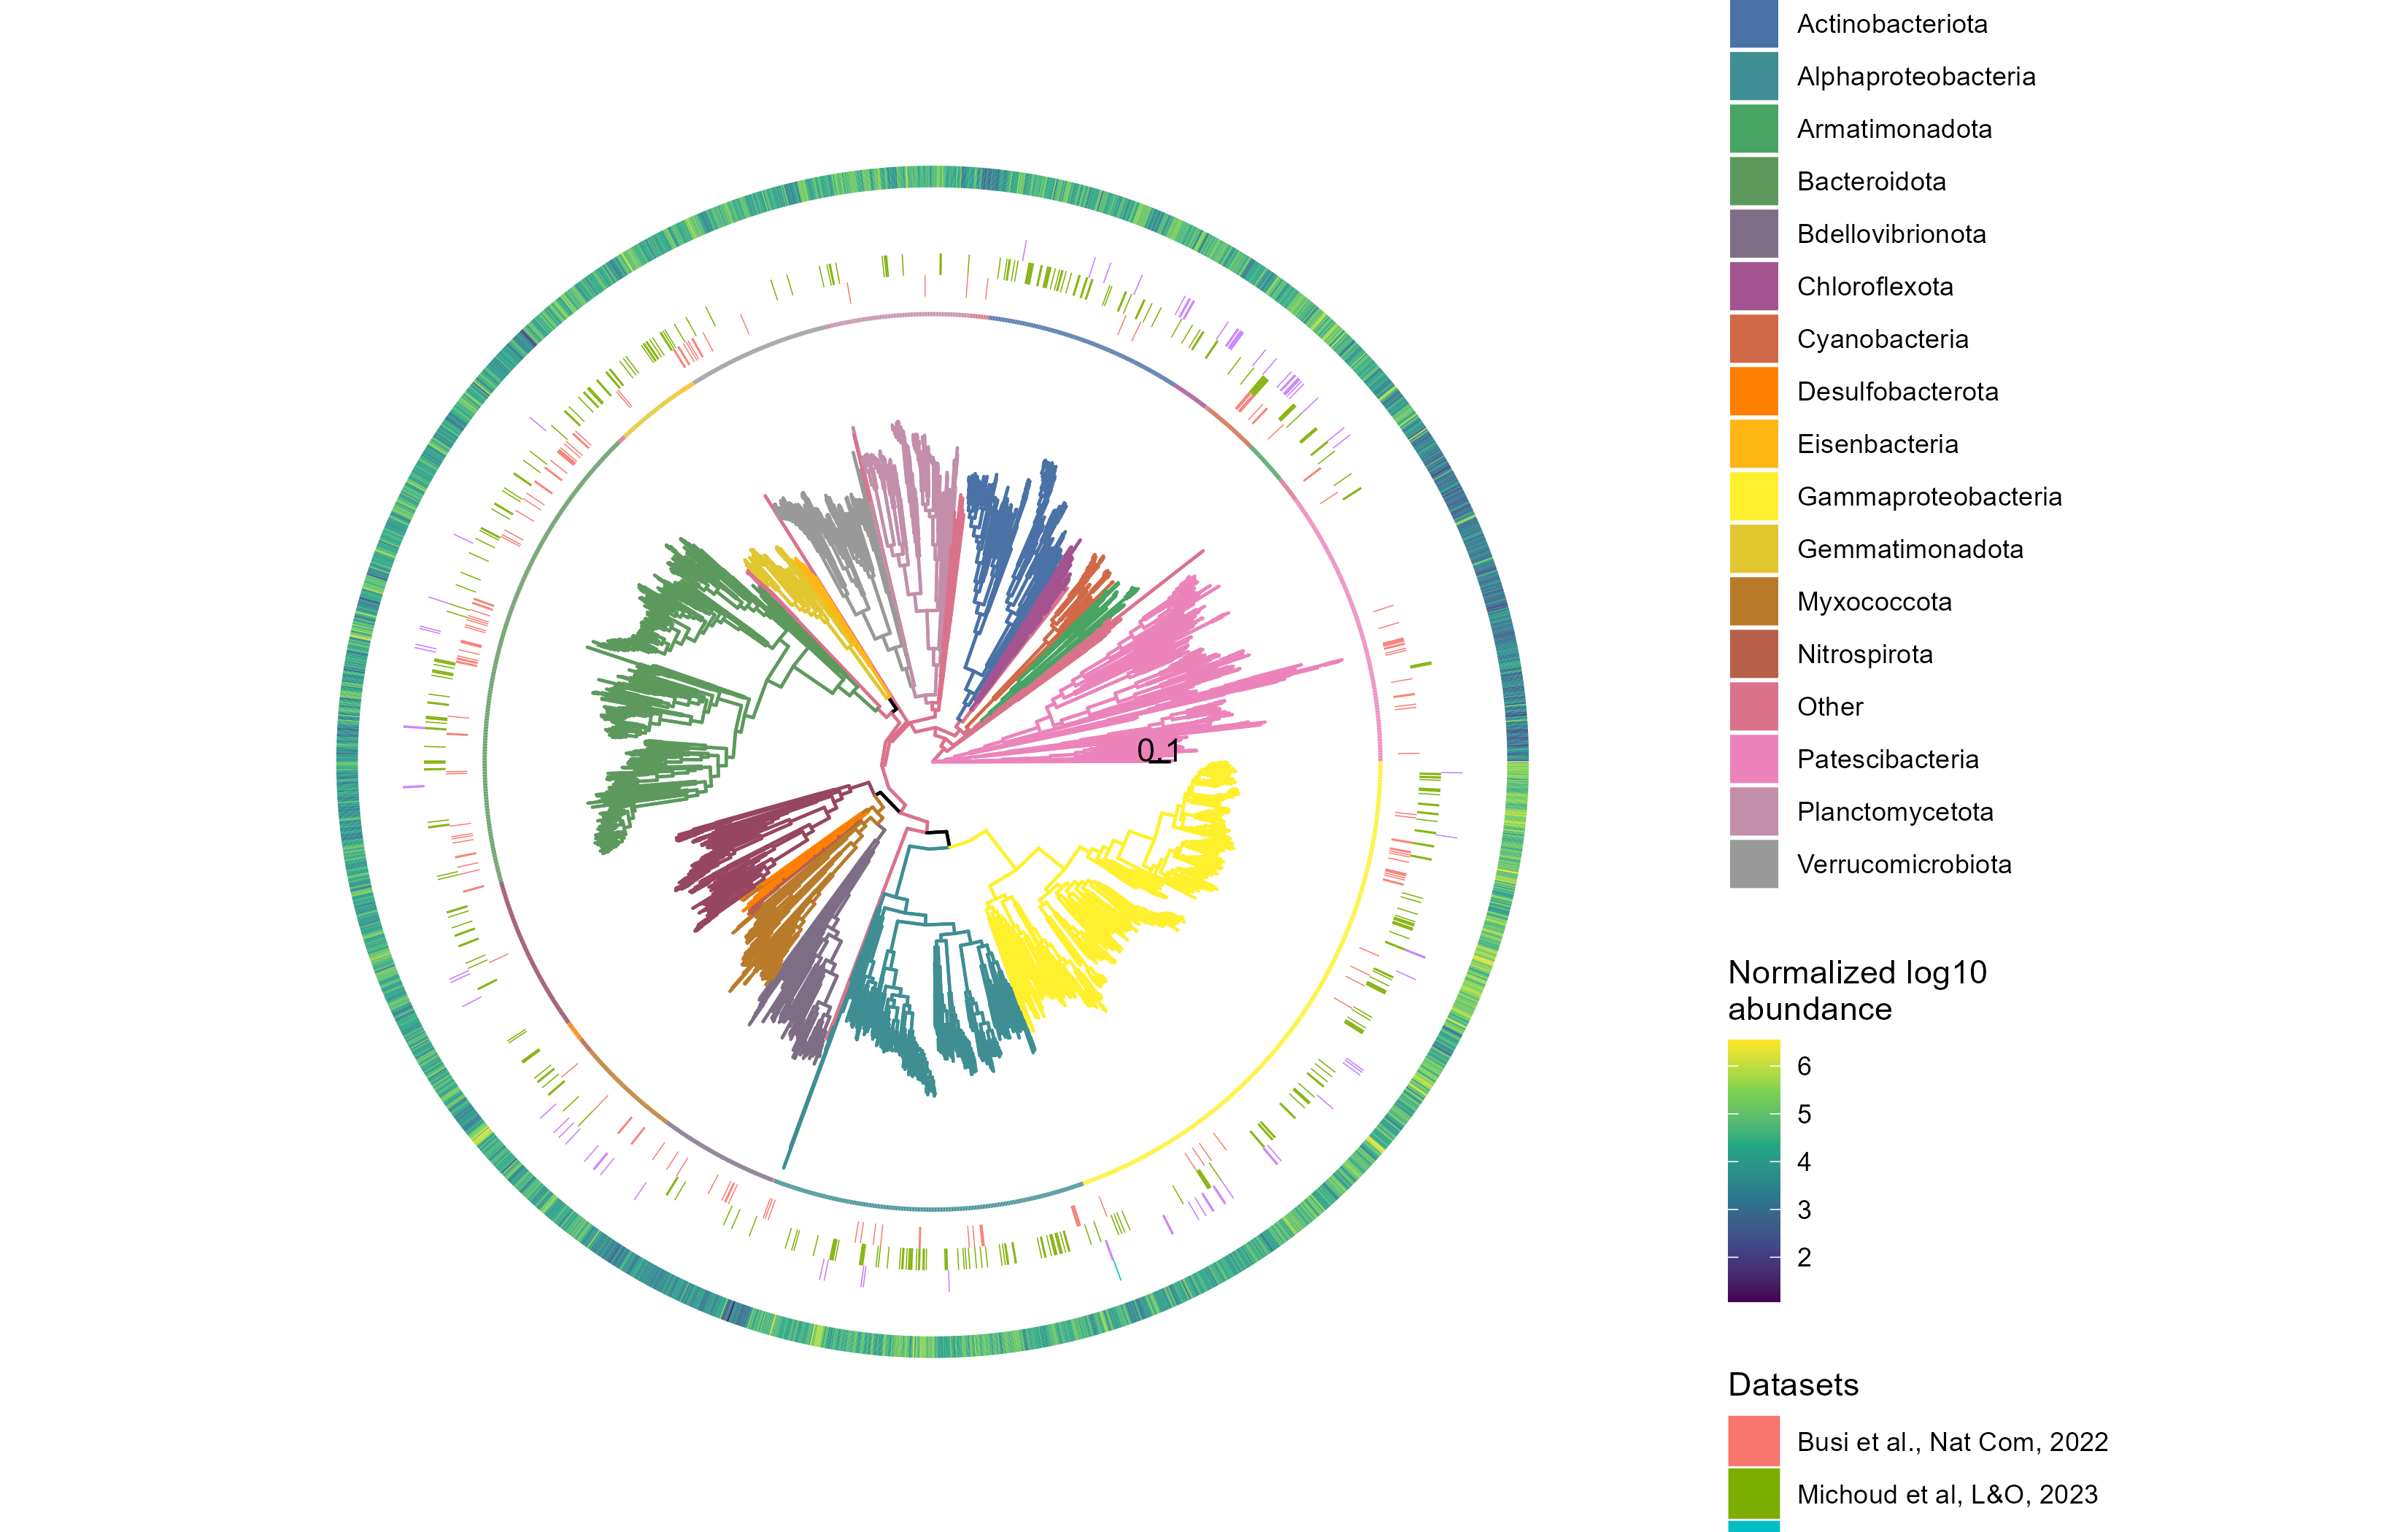 Actinobacteriota
Alphaproteobacteria
Armatimonadota
Bacteroidota
Bdellovibrionota
Chloroflexota
Cyanobacteria
Desulfobacterota
Eisenbacteria
Gammaproteobacteria
Gemmatimonadota
Myxococcota
Nitrospirota
Other
Patescibacteria
Planctomycetota
Verrucomicrobiota
0.1
Normalized log10
abundance
6
5
4
3
2
Datasets
Busi et al., Nat Com, 2022
Michoud et al, L&O, 2023